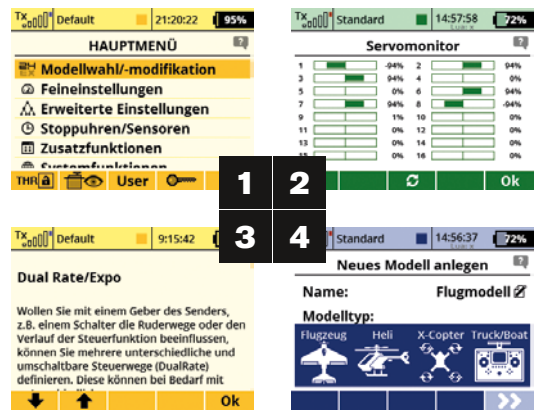 Tx Default 21:20:22 95%
HAUPTMENÜ ?
Modellwahl/-modifikation
Feineinstellungen
Erweiterte Einstellungen
Stoppuhren/Sensoren
Zusatzfunktionen
Systemfunktionen
THR User
Tx Standard 14:57:58 72%
Servomonitor ?
1 -94% 2 94%
3 94% 4 0%
5 0% 6 94%
7 94% 8 -94%
9 1% 10 0%
11 0% 12 0%
13 0% 14 0%
15 0% 16 0%
Ok
1 2
3 4
Tx Default 9:15:42
Dual Rate/Expo
Wollen Sie mit einem Geber des Senders,
z.B. einem Schalter die Ruderwege oder den
Verlauf der Steuerfunktion beeinflussen,
können Sie mehrere unterschiedliche und
umschaltbare Steuerwege (DualRate)
definieren. Diese können bei Bedarf mit
Ok
Standard 14:56:37 72%
Neues Modell anlegen ?
Name: Flugmodell
Modelltyp:
Flugzeug Heli X-Copter Truck/Boat
>>